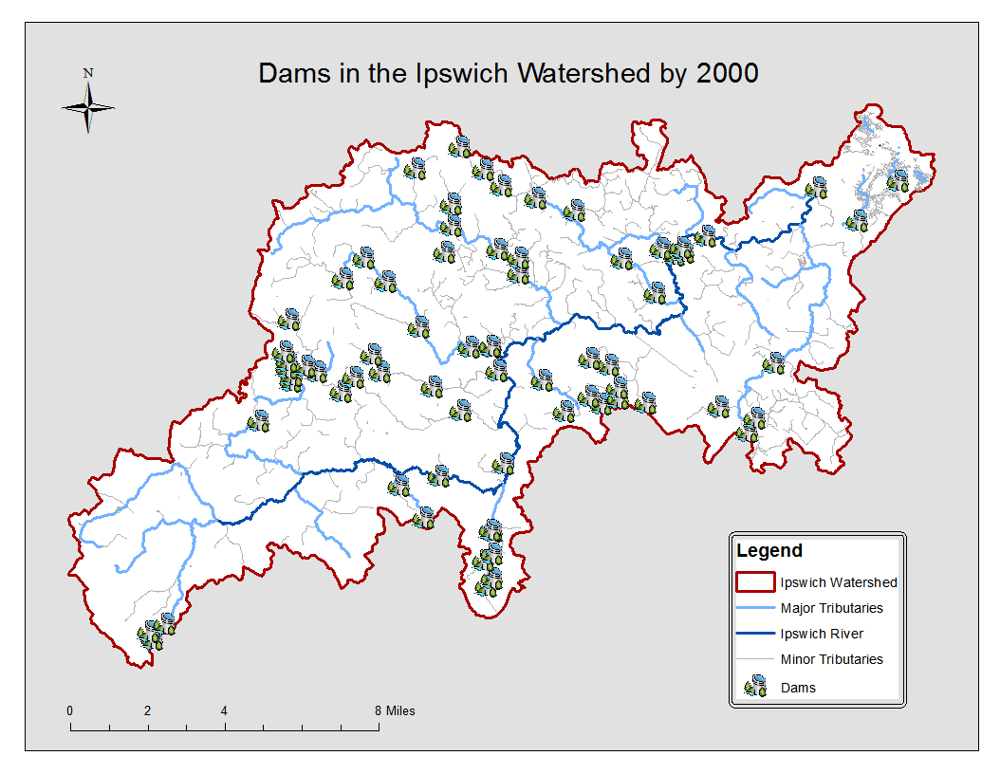 Dams in the Ipswich Watershed by 2000
N
Legend
Ipswich Watershed
Major Tributaries
Ipswich River
Minor Tributaries
Dams
0 2 4 8 Miles